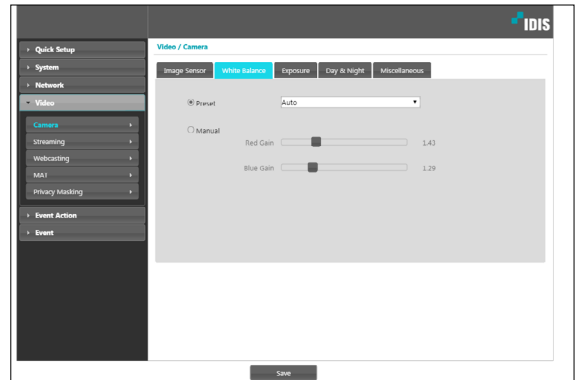 IDIS
Quick Setup
System
Network
Video
Camera
Streaming
Webcasting
MAT
Privacy Masking
Event Action
Event
Video / Camera
Image Sensor White Balance Exposure Day & Night Miscellaneous
Preset Auto
Manual
Red Gain 1.43
Blue Gain 1.29
Save